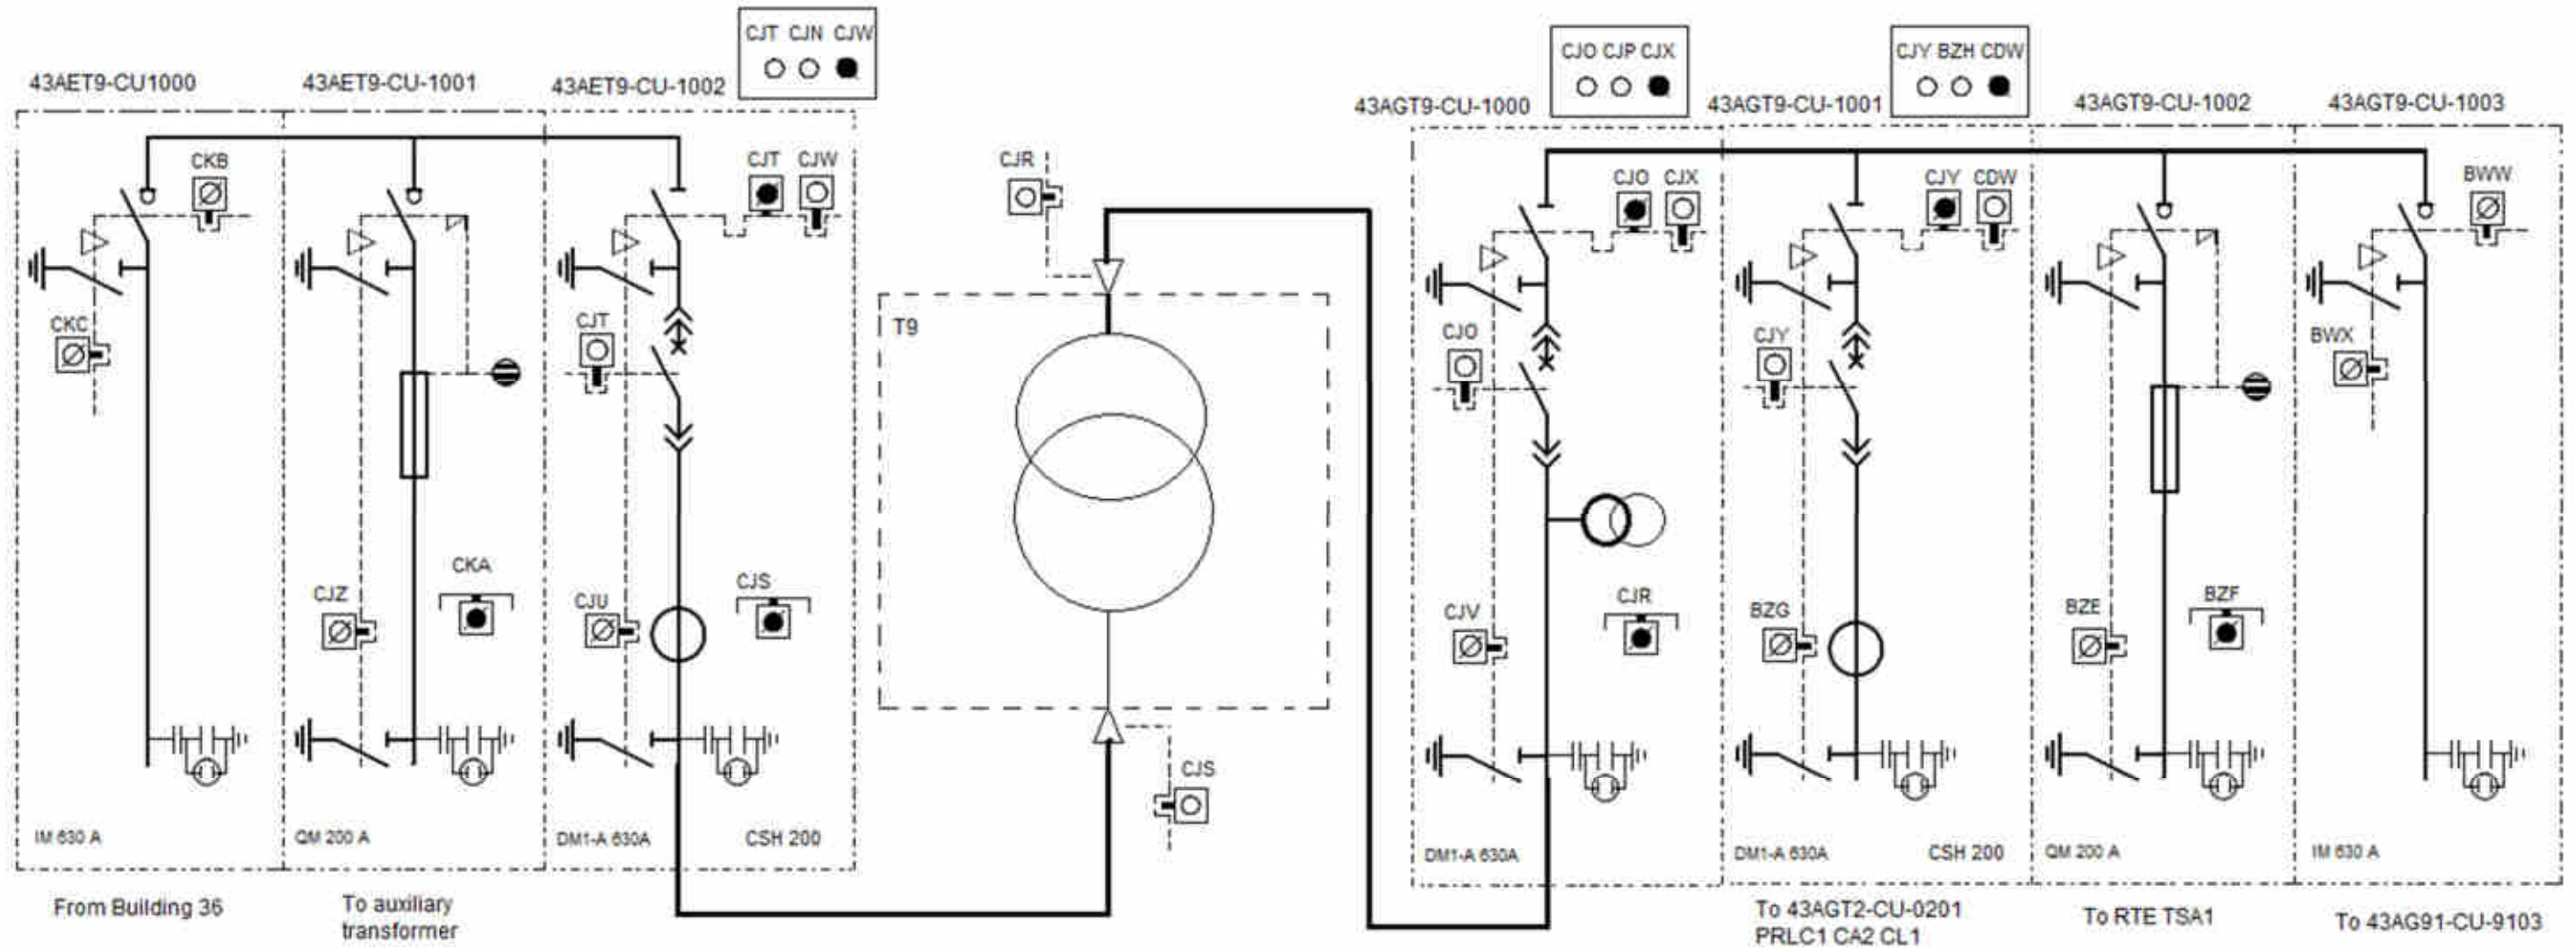 CJT CJN CJW
CJO CJP CJX
CJY BZH CDW
43AET9-CU1000
43AET9-CU-1001
43AET9-CU-1002
43AGT9-CU-1000
43AGT9-CU-1001
43AGT9-CU-1002
43AGT9-CU-1003
CKB
CJT CJW
CJR
CJO CJX
CJY CDW
BWW
CKC
CJT
T9
CJO
CJY
BWX
CJZ
CKA
CJU
CJS
CJV
CJR
BZG
BZE
BZF
CJS
IM 630 A
QM 200 A
DM1-A 630A
CSH 200
DM1-A 630A
DM1-A 630A
CSH 200
QM 200 A
IM 630 A
From Building 36
To auxiliary
transformer
To 43AGT2-CU-0201
PRLC1 CA2 CL1
To RTE TSA1
To 43AG91-CU-9103